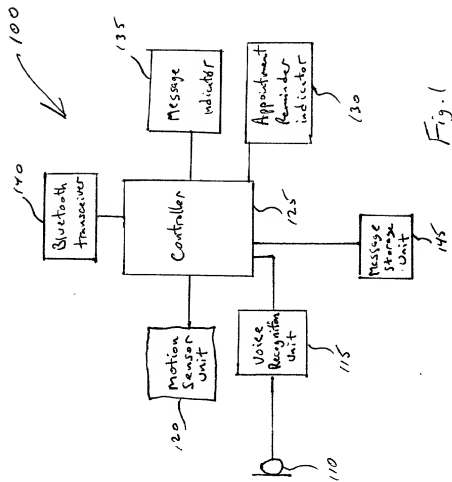 100
135
Message
indicator
Appointment
Reminder
indicator
130
Fig. 1
140
Bluetooth
transceiver
Controller
125
Message
Storage
Unit
145
Motion
Sensor
unit
120
Voice
Recognition
Unit
115
110